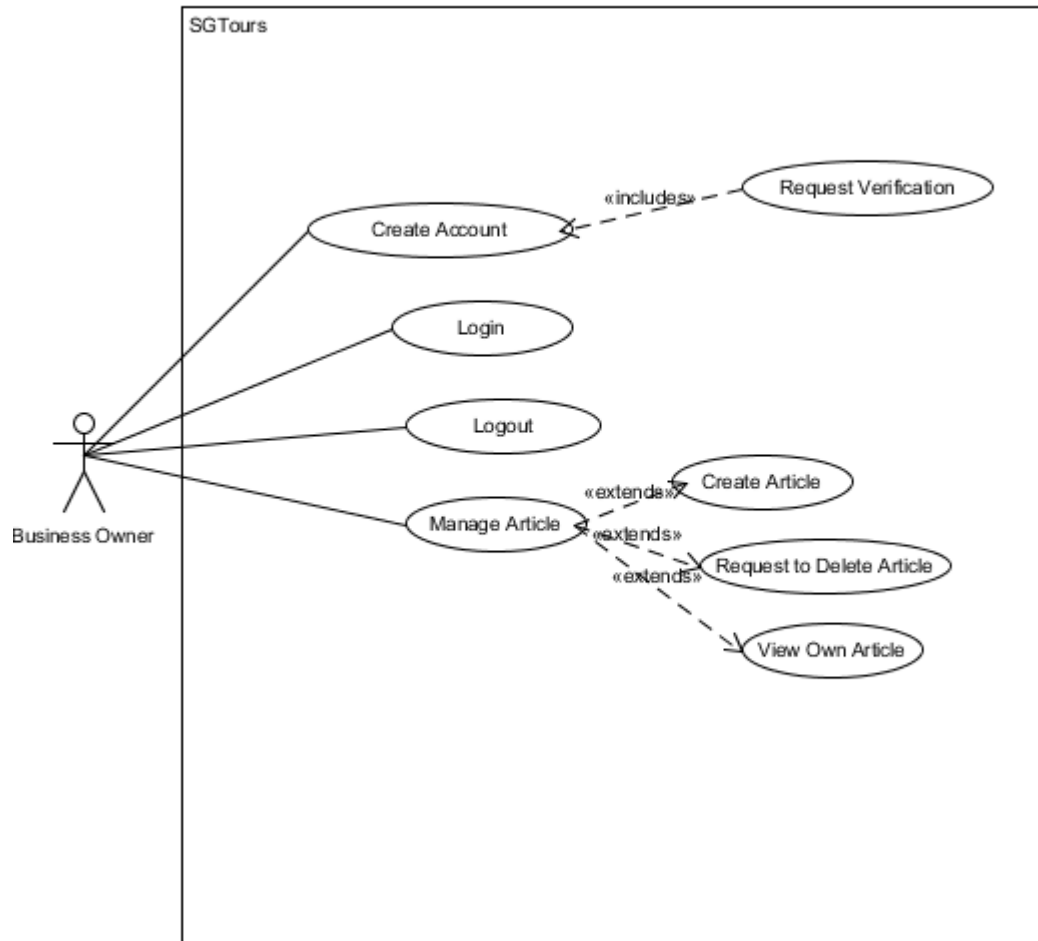 SGTours
Request Verification
«includes»
Create Account
Login
Logout
Create Article
«extends»
Manage Article
«extends»
Business Owner
Request to Delete Article
«extends»
View Own Article